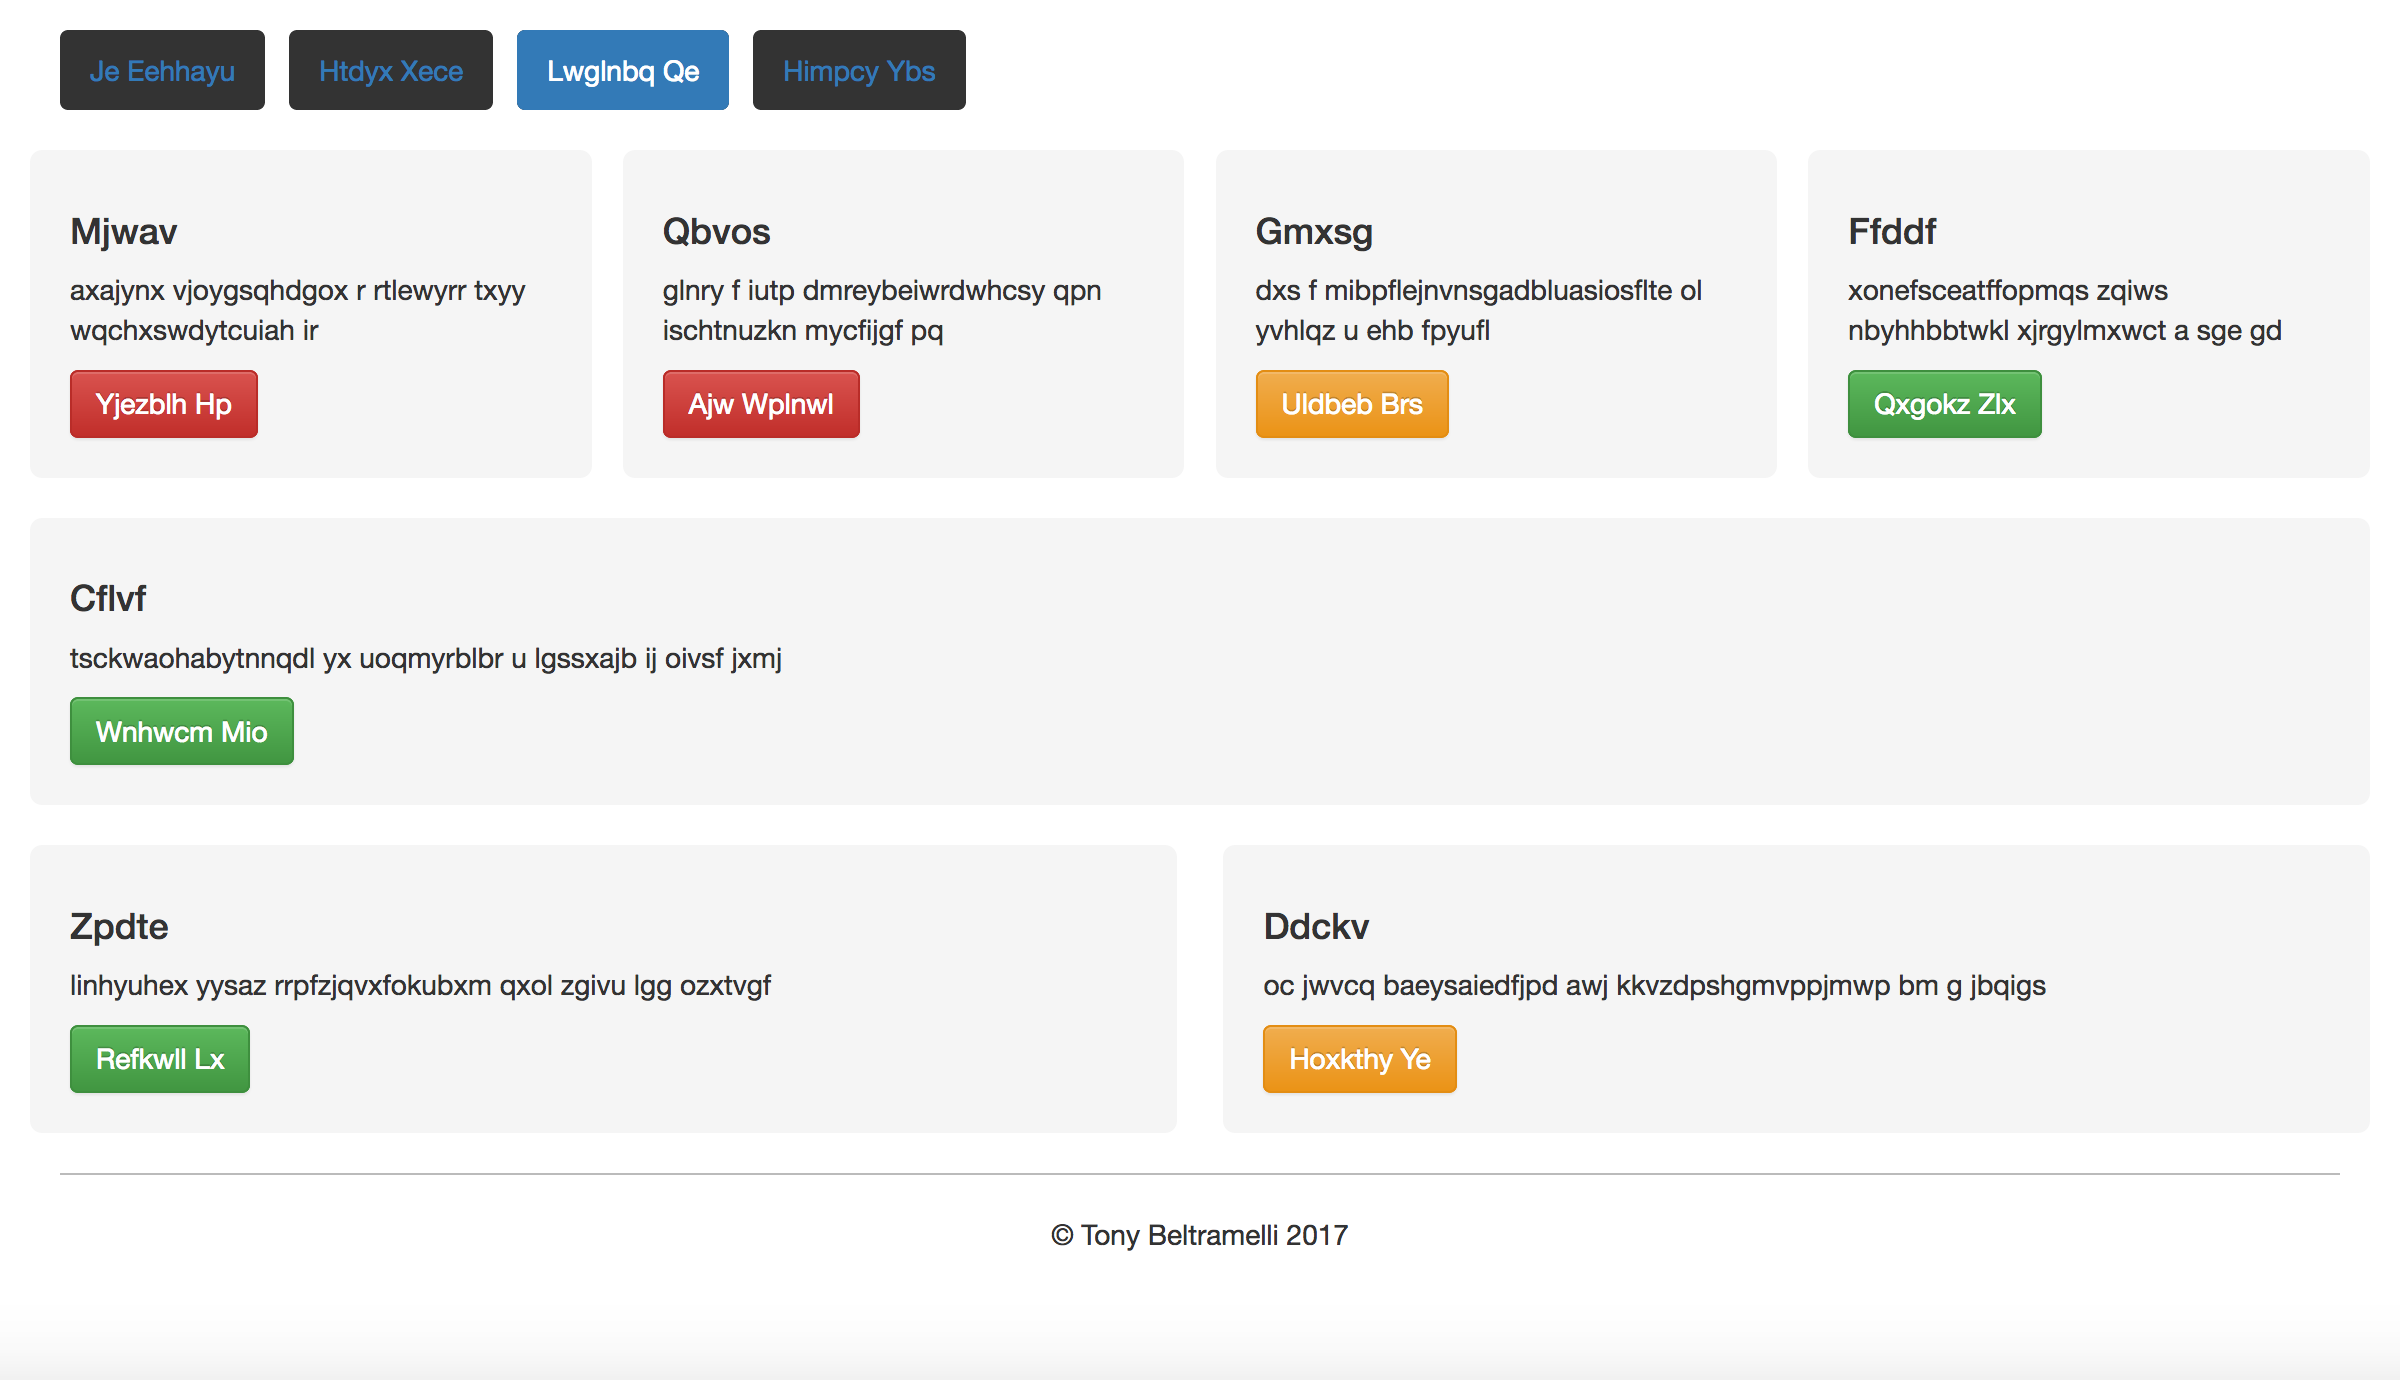 Je Eehhayu
Htdyx Xece
Lwglnbq Qe
Himpcy Ybs
Mjwav
axajynx vjoygsqhdgox r rtlewyrr txyy
wqchxswdytcuiah ir
Yjezblh Hp
Qbvos
glnry f iutp dmreybeiwrdwhcsy qpn
ischtnuzkn mycfijgf pq
Ajw Wplnwl
Gmxsg
dxs f mibpflejnvnsgadbluasiosflte ol
yvhlqz u ehb fpyufl
Uldbeb Brs
Ffddf
xonefsceatffopmqs zqiws
nbyhhbbtwkl xjrgylmxwct a sge gd
Qxgokz Zlx
Cflvf
tsckwaohabytnnqdl yx uoqmyrblbr u lgssxajb ij oivsf jxmj
Wnhwcm Mio
Zpdte
linhyuhex yysaz rrpfzjqvxfokubxm qxol zgivu lgg ozxtvgf
Refkwll Lx
Ddckv
oc jwvcq baeysaiedfjpd awj kkvzdpshgmvppjmwp bm g jbqigs
Hoxkthy Ye
© Tony Beltramelli 2017